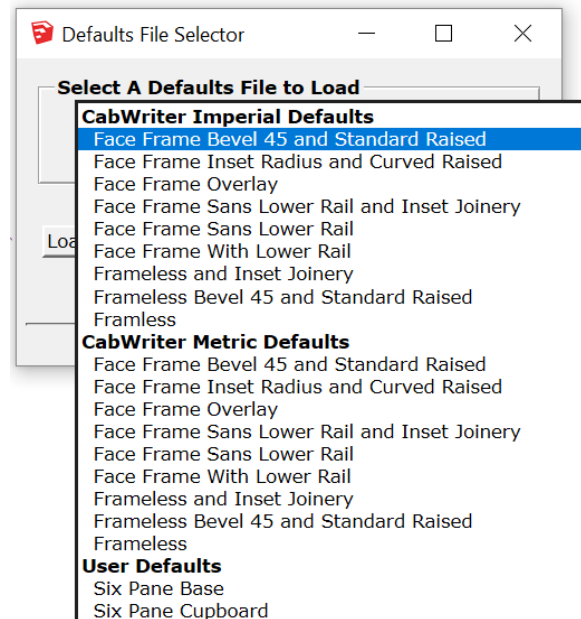 Defaults File Selector
Select A Defaults File to Load
CabWriter Imperial Defaults
Face Frame Bevel 45 and Standard Raised
Face Frame Inset Radius and Curved Raised
Face Frame Overlay
Face Frame Sans Lower Rail and Inset Joinery
Face Frame Sans Lower Rail
Face Frame With Lower Rail
Frameless and Inset Joinery
Frameless Bevel 45 and Standard Raised
Framless
CabWriter Metric Defaults
Face Frame Bevel 45 and Standard Raised
Face Frame Inset Radius and Curved Raised
Face Frame Overlay
Face Frame Sans Lower Rail and Inset Joinery
Face Frame Sans Lower Rail
Face Frame With Lower Rail
Frameless and Inset Joinery
Frameless Bevel 45 and Standard Raised
Frameless
User Defaults
Six Pane Base
Six Pane Cupboard